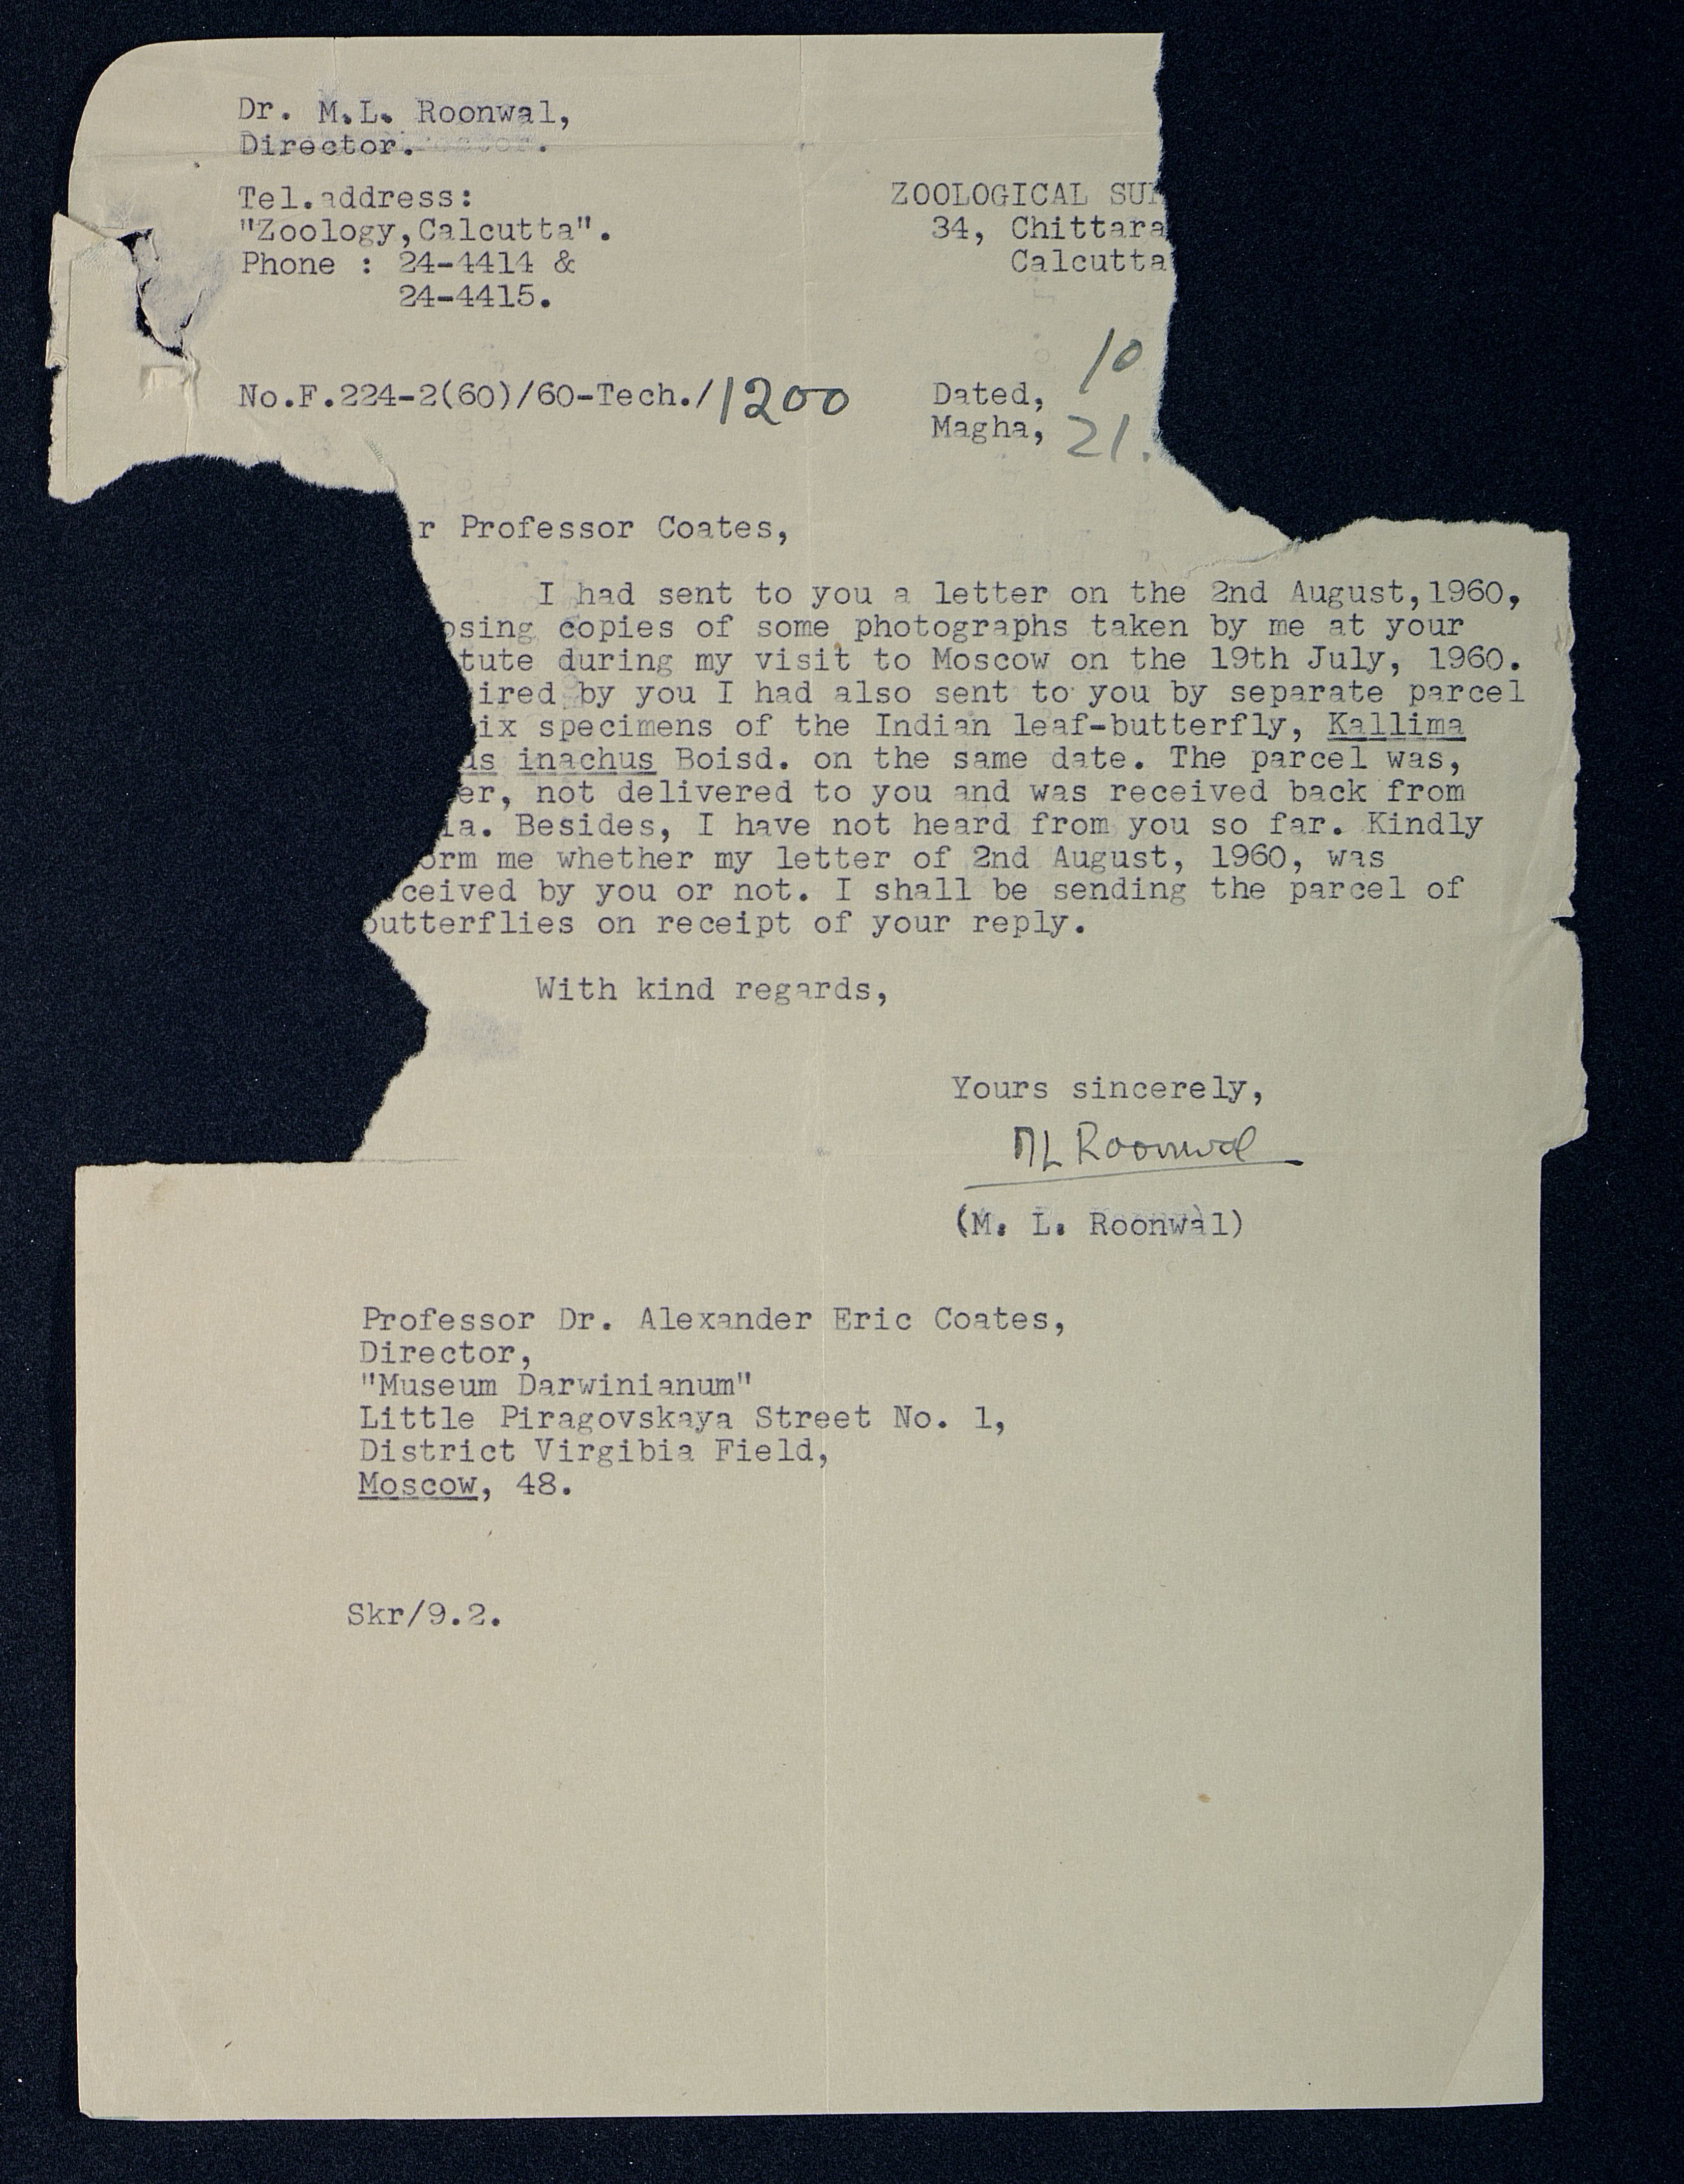 Dr. M.L. Roonwal,
Director.
Tel.address:
"Zoology,Calcutta".
Phone : 24-4414 &
24-4415.
ZOOLOGICAL SU
34, Chittara
Calcutta
No.F.224-2(60)/60-Tech./1200
Dated, 10
Magha, 21.
r Professor Coates,
I had sent to you a letter on the 2nd August,1960,
osing copies of some photographs taken by me at your
tute during my visit to Moscow on the 19th July, 1960.
ired by you I had also sent to you by separate parcel
ix specimens of the Indian leaf-butterfly, Kallima
us inachus Boisd. on the same date. The parcel was,
er, not delivered to you and was received back from
ia. Besides, I have not heard from you so far. Kindly
orm me whether my letter of 2nd August, 1960, was
ceived by you or not. I shall be sending the parcel of
butterflies on receipt of your reply.
With kind regards,
Yours sincerely,
ML Roonwal
(M. L. Roonwal)
Professor Dr. Alexander Eric Coates,
Director,
"Museum Darwinianum"
Little Piragovskaya Street No. 1,
District Virgibia Field,
Moscow, 48.
Skr/9.2.